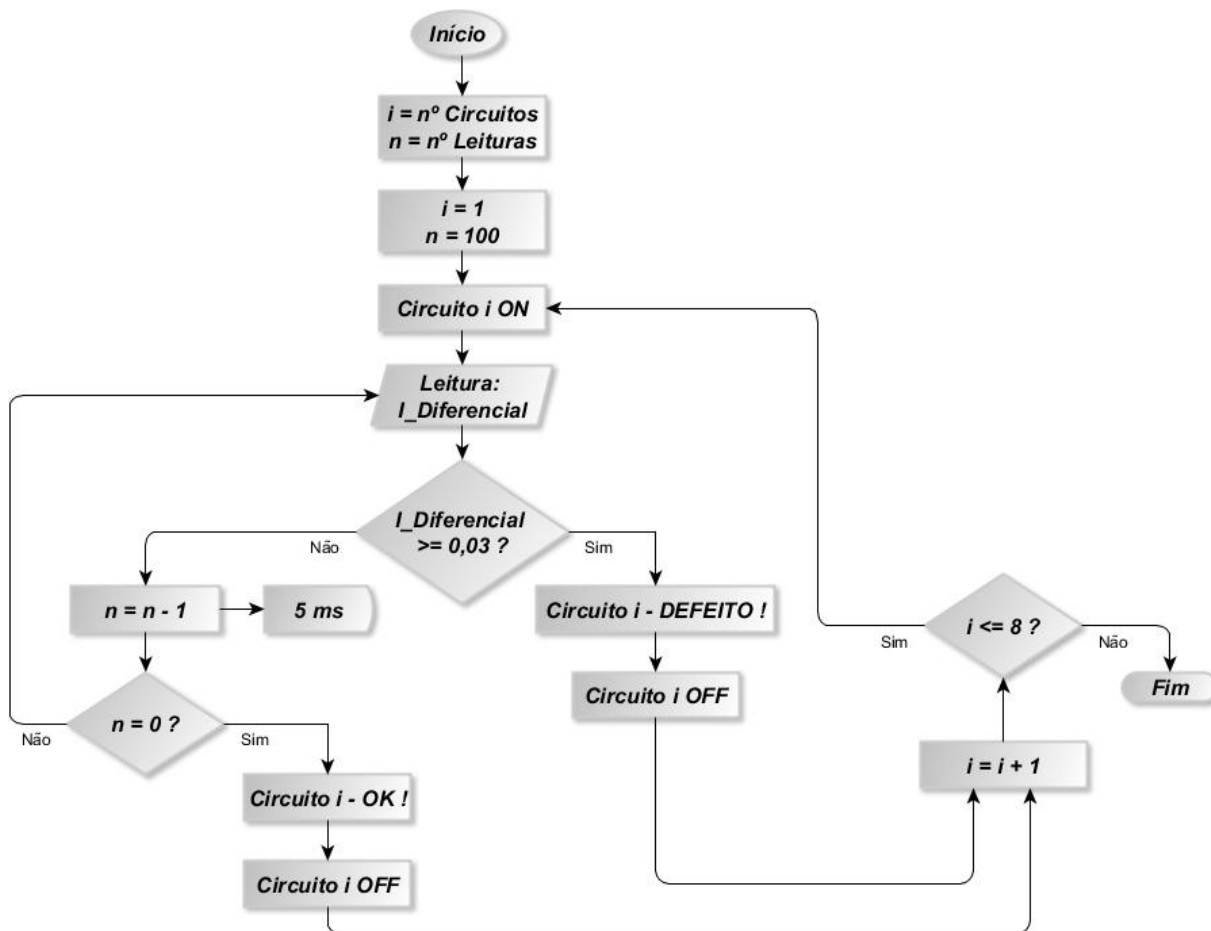 Início
i = nº Circuitos
n = nº Leituras
i = 1
n = 100
Circuito i ON
Leitura:
I_Diferencial
I_Diferencial
>= 0,03 ?
Não
Sim
n = n - 1
5 ms
n = 0 ?
Não
Sim
Circuito i - OK !
Circuito i OFF
Circuito i - DEFEITO !
Circuito i OFF
i = i + 1
i <= 8 ?
Sim
Não
Fim